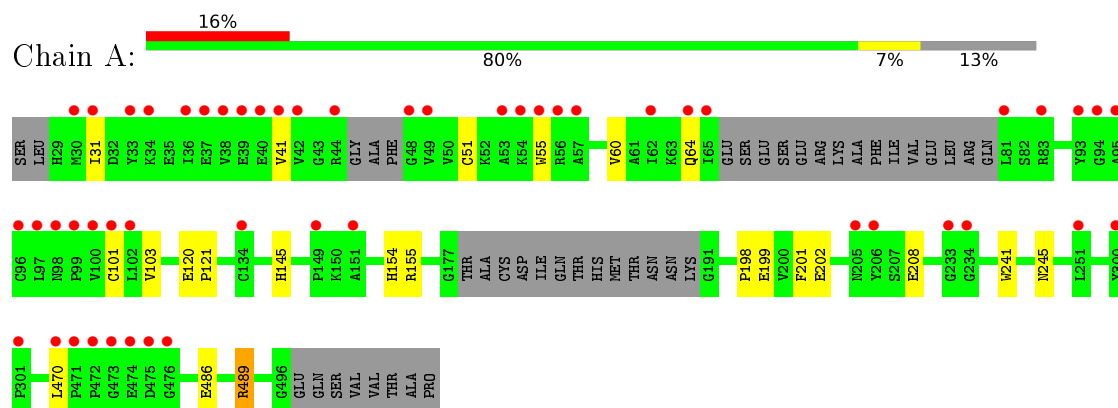 16%
Chain A:
80% 7% 13%
SER LEU H29 M30 I31 D32 Y33 K34 E35 I36 E37 V38 E39 E40 V41 V42 G43 R44 GLY ALA PHE G48 V49 V50 C51 K52 A53 K54 W55 R56 A57 V60 A61 I62 K63 Q64 I65 GLU SER GLU SER GLU ARG LYS ALA PHE ILE VAL GLU LEU ARG GLN L81 S82 R83 Y93 G94 A95
C96 L97 N98 P99 V100 C101 L102 V103 E120 P121 C134 H145 P149 K150 A151 H154 R155 G177 THR ALA CYS ASP ILE GLN THR HIS MET THR ASN ASN LYS G191 P198 E199 V200 F201 E202 N205 Y206 S207 E208 G233 G234 W241 N245 L251 Y300
P301 L470 P471 P472 G473 E474 D475 G476 E486 R489 G496 GLU GLN SER VAL VAL THR ALA PRO